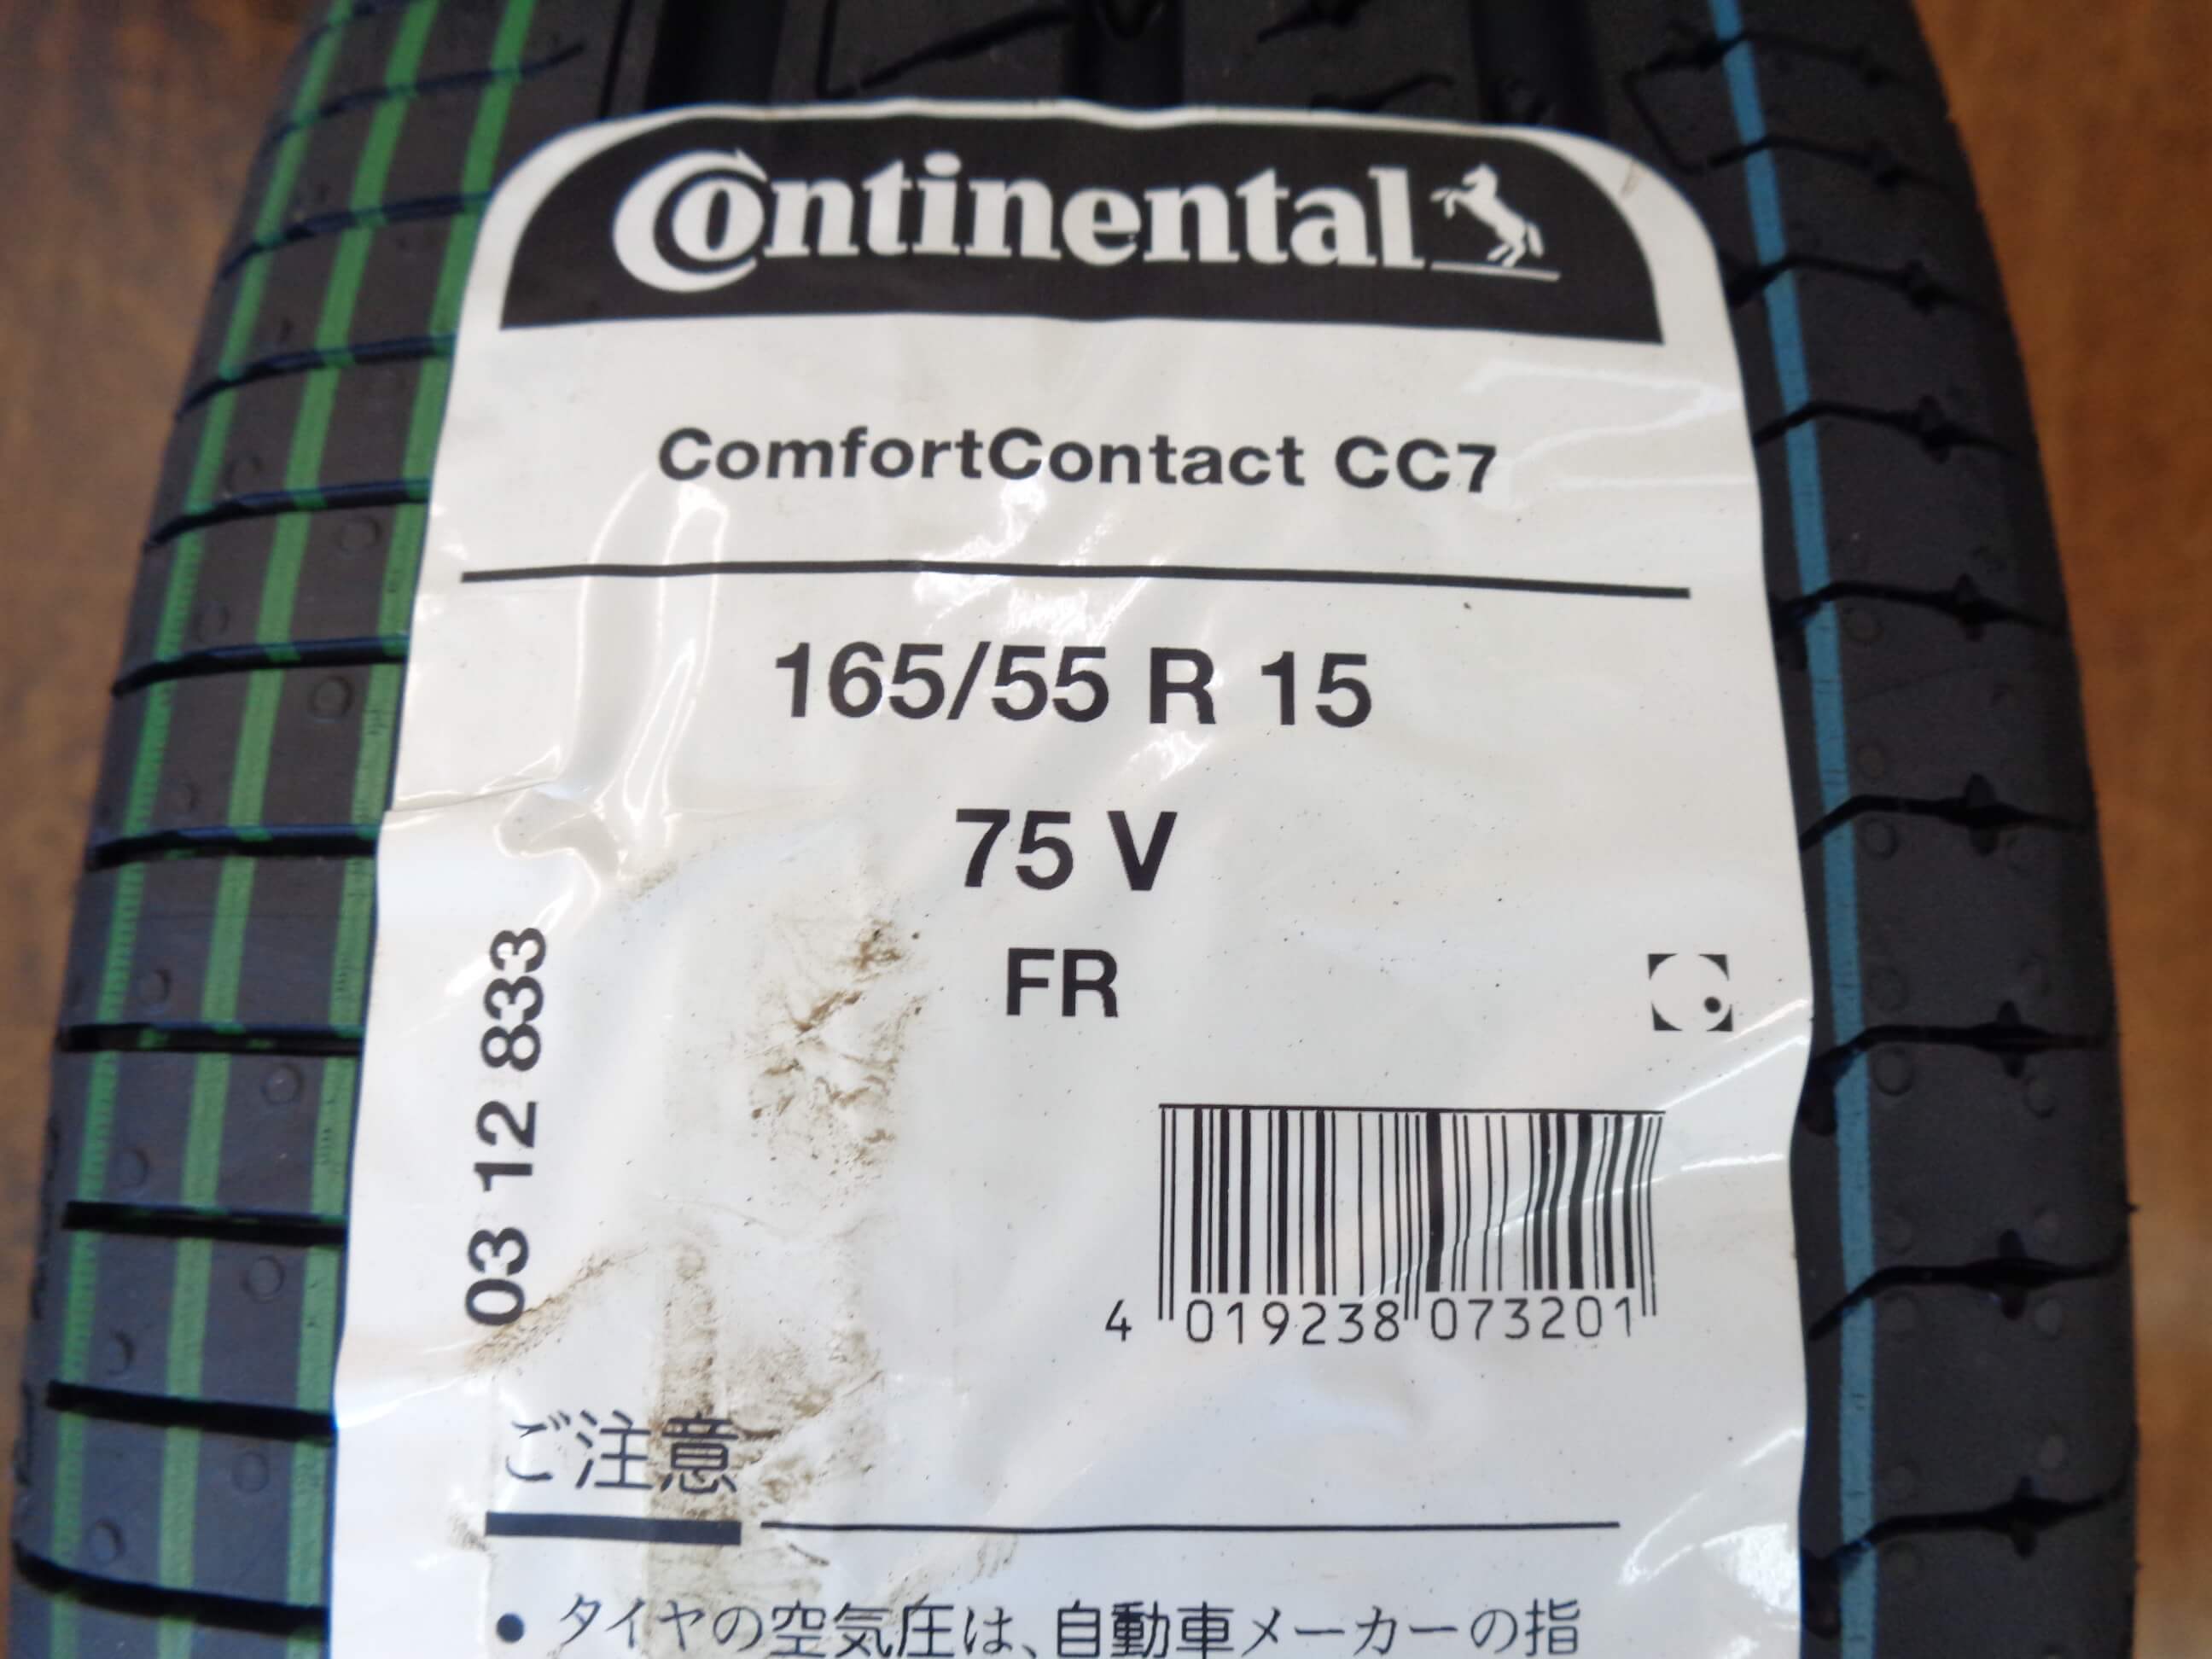 Continental
ComfortContact CC7
165/55 R 15
75 V
FR
03 12 833
4 019238 073201
ご注意
● タイヤの空気圧は、自動車メーカーの指